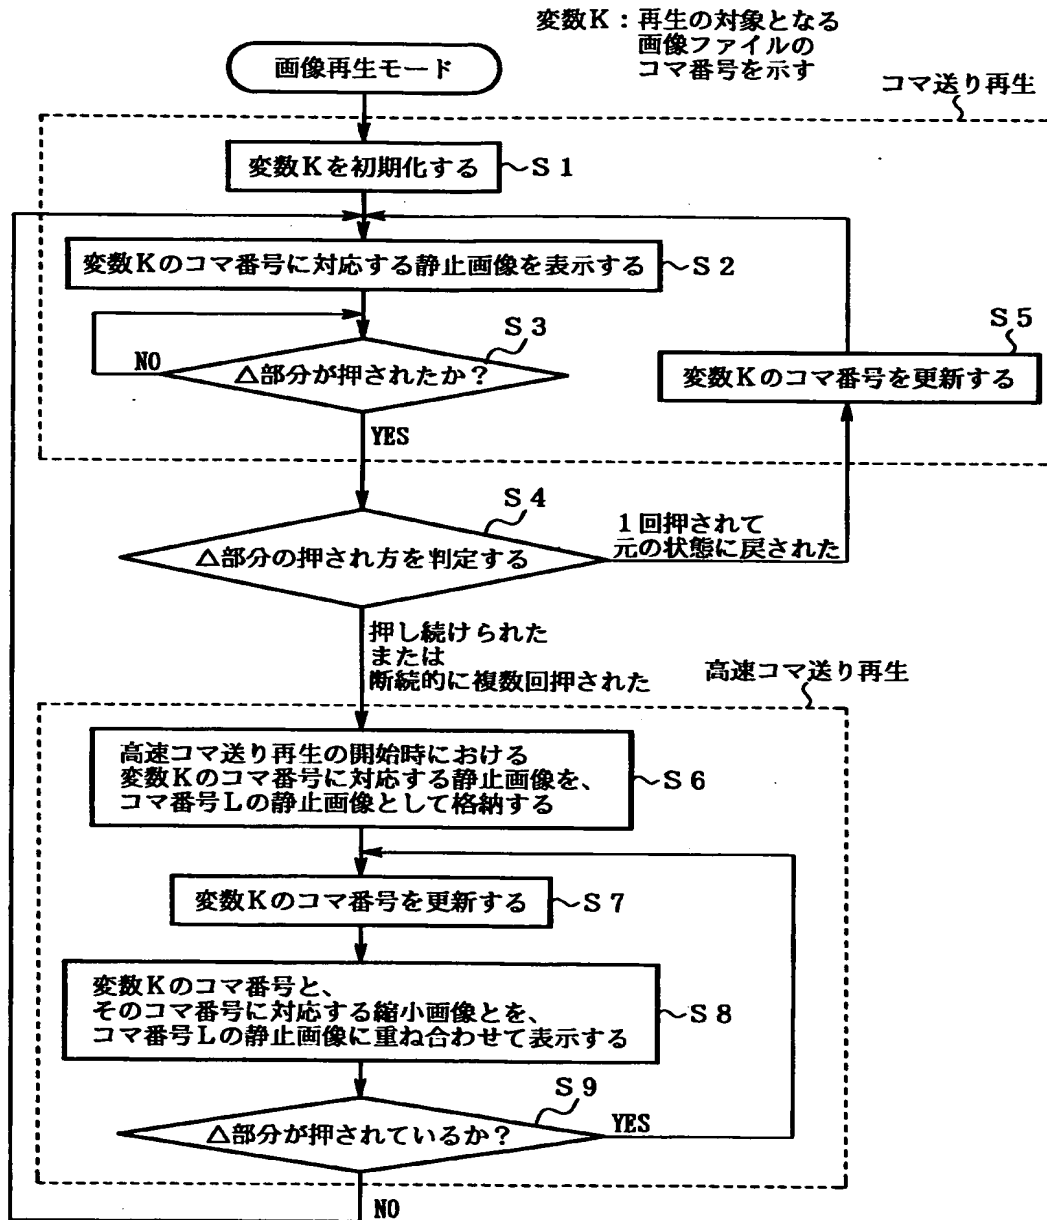 変数K：再生の対象となる
画像ファイルの
コマ番号を示す
画像再生モード
コマ送り再生
変数Kを初期化する
S1
変数Kのコマ番号に対応する静止画像を表示する
S2
S3
NO
△部分が押されたか？
YES
S5
変数Kのコマ番号を更新する
S4
△部分の押され方を判定する
1回押されて
元の状態に戻された
押し続けられた
または
断続的に複数回押された
高速コマ送り再生
高速コマ送り再生の開始時における
変数Kのコマ番号に対応する静止画像を、
コマ番号Lの静止画像として格納する
S6
変数Kのコマ番号を更新する
S7
変数Kのコマ番号と、
そのコマ番号に対応する縮小画像とを、
コマ番号Lの静止画像に重ね合わせて表示する
S8
S9
△部分が押されているか？
YES
NO